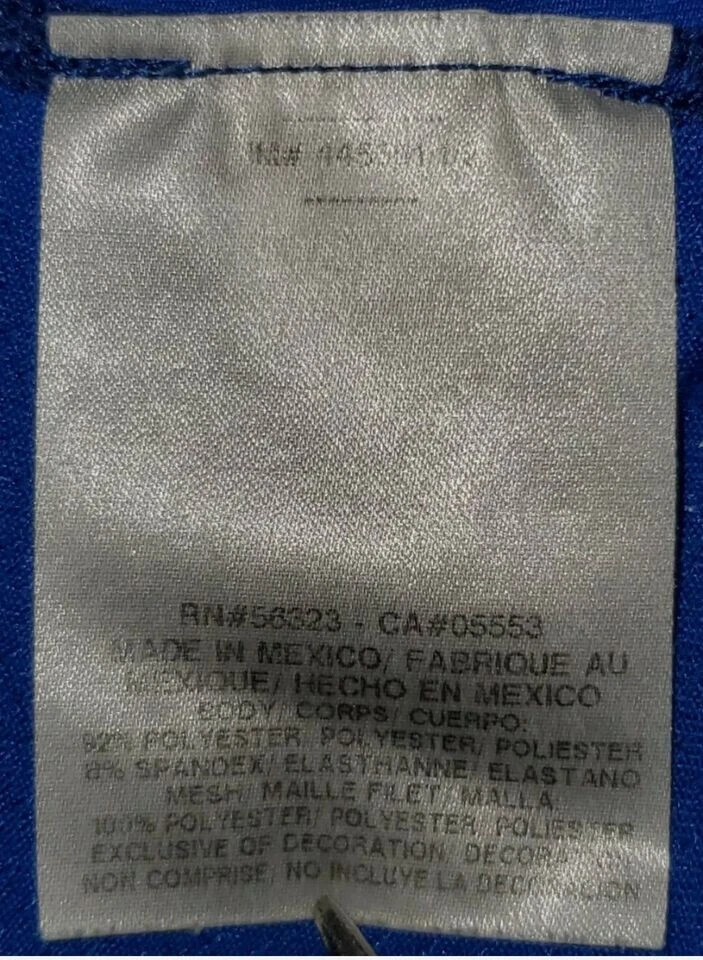 RN#56323 - CA#05553
MADE IN MEXICO/ FABRIQUE AU
MEXIQUE/ HECHO EN MEXICO
BODY/ CORPS/ CUERPO:
92% POLYESTER/ POLYESTER/ POLIESTER
8% SPANDEX/ ELASTHANNE/ ELASTANO
MESH/ MAILLE FILET/ MALLA:
100% POLYESTER/ POLYESTER/ POLIESTER
EXCLUSIVE OF DECORATION/
NON COMPRISE/ NO INCLUYE LA DECORACION